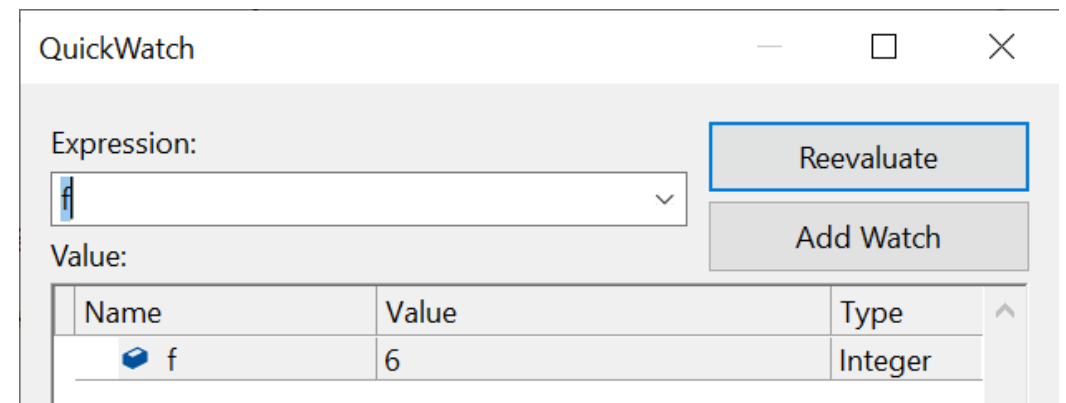 QuickWatch
Expression:
Reevaluate
f
Add Watch
Value:
Name Value Type
f 6 Integer